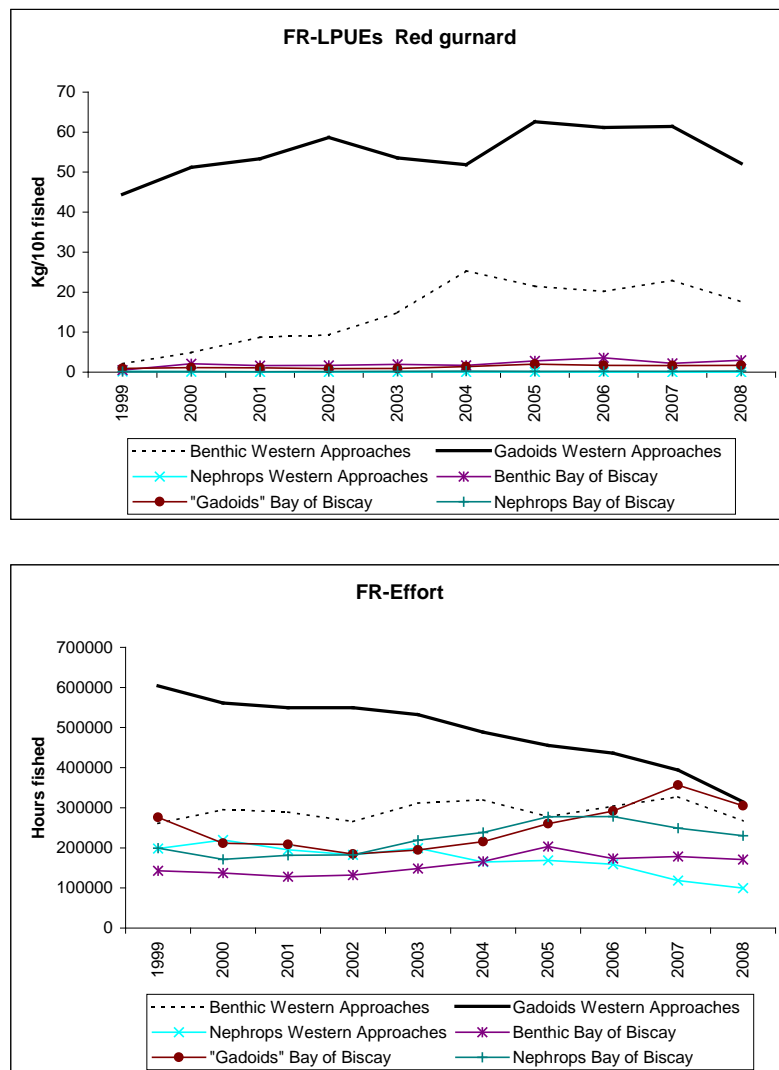 FR-LPUEs Red gurnard
70
60
50
40
30
20
10
0
Kg/10h fished
1999 2000 2001 2002 2003 2004 2005 2006 2007 2008
Benthic Western Approaches Gadoids Western Approaches
Nephrops Western Approaches Benthic Bay of Biscay
"Gadoids" Bay of Biscay Nephrops Bay of Biscay
FR-Effort
700000
600000
500000
400000
300000
200000
100000
0
Hours fished
1999 2000 2001 2002 2003 2004 2005 2006 2007 2008
Benthic Western Approaches Gadoids Western Approaches
Nephrops Western Approaches Benthic Bay of Biscay
"Gadoids" Bay of Biscay Nephrops Bay of Biscay